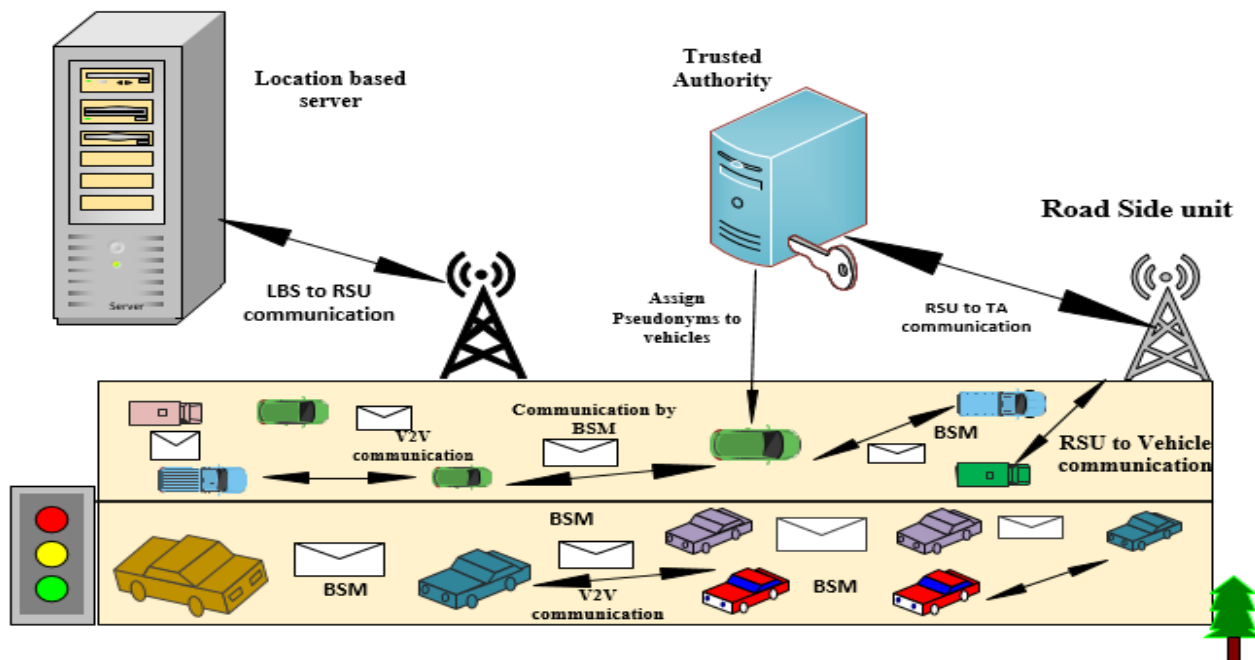 Location based
server
Trusted
Authority
Road Side unit
Server
LBS to RSU
communication
Assign
Pseudonyms to
vehicles
RSU to TA
communication
Communication by
BSM
V2V
communication
BSM
RSU to Vehicle
communication
BSM
BSM
BSM
V2V
communication